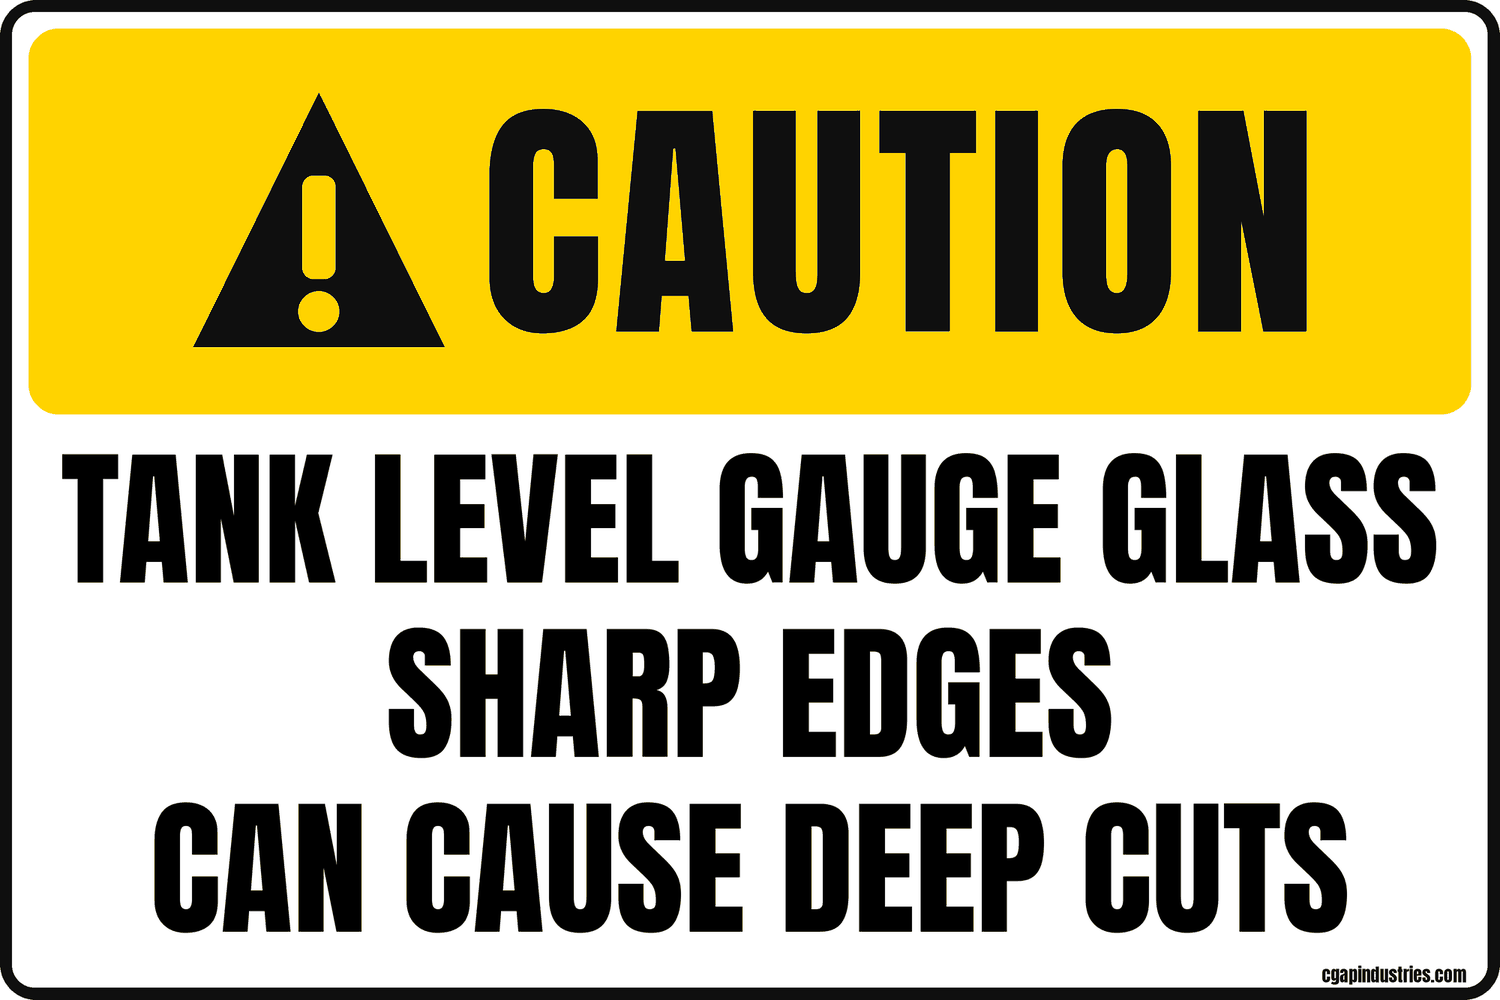 CAUTION
TANK LEVEL GAUGE GLASS
SHARP EDGES
CAN CAUSE DEEP CUTS
cgapindustries.com